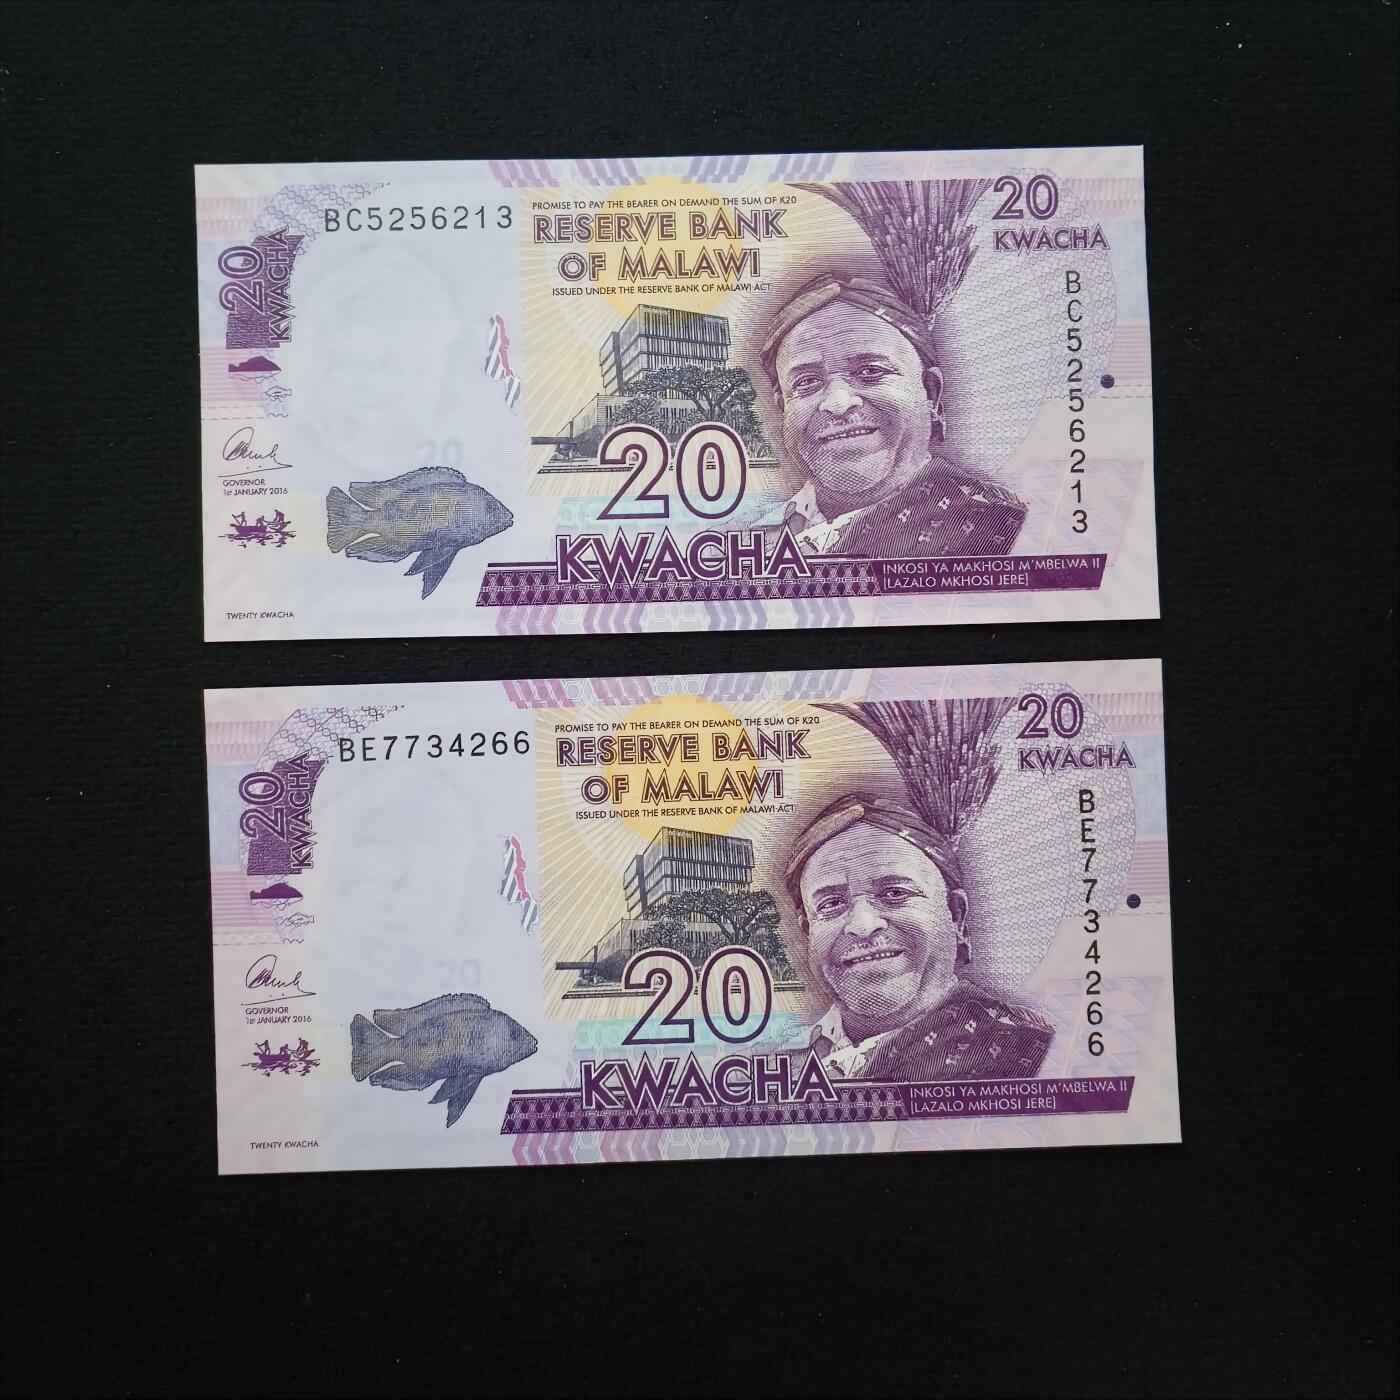 BC5256213
PROMISE TO PAY THE BEARER ON DEMAND THE SUM OF K20
RESERVE BANK
OF MALAWI
ISSUED UNDER THE RESERVE BANK OF MALAWI ACT
20
KWACHA
20
KWACHA
BC5256213
20
GOVERNOR
1st JANUARY 2016
20
KWACHA
INKOSI YA MAKHOSI M'MBELWA II
[LAZALO MKHOSI JERE]
TWENTY KWACHA
BE7734266
PROMISE TO PAY THE BEARER ON DEMAND THE SUM OF K20
RESERVE BANK
OF MALAWI
ISSUED UNDER THE RESERVE BANK OF MALAWI ACT
20
KWACHA
20
KWACHA
BE7734266
20
GOVERNOR
1st JANUARY 2016
20
KWACHA
INKOSI YA MAKHOSI M'MBELWA II
[LAZALO MKHOSI JERE]
TWENTY KWACHA